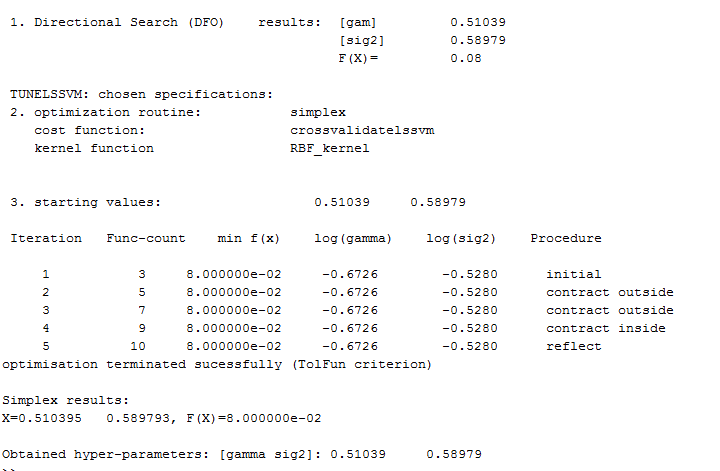 1. Directional Search (DFO) results: [gam] 0.51039
[sig2] 0.58979
F(X)= 0.08
TUNELSSVM: chosen specifications:
2. optimization routine: simplex
cost function: crossvalidatelssvm
kernel function RBF_kernel
3. starting values: 0.51039 0.58979
Iteration Func-count min f(x) log(gamma) log(sig2) Procedure
1 3 8.000000e-02 -0.6726 -0.5280 initial
2 5 8.000000e-02 -0.6726 -0.5280 contract outside
3 7 8.000000e-02 -0.6726 -0.5280 contract outside
4 9 8.000000e-02 -0.6726 -0.5280 contract inside
5 10 8.000000e-02 -0.6726 -0.5280 reflect
optimisation terminated sucessfully (TolFun criterion)
Simplex results:
X=0.510395 0.589793, F(X)=8.000000e-02
Obtained hyper-parameters: [gamma sig2]: 0.51039 0.58979